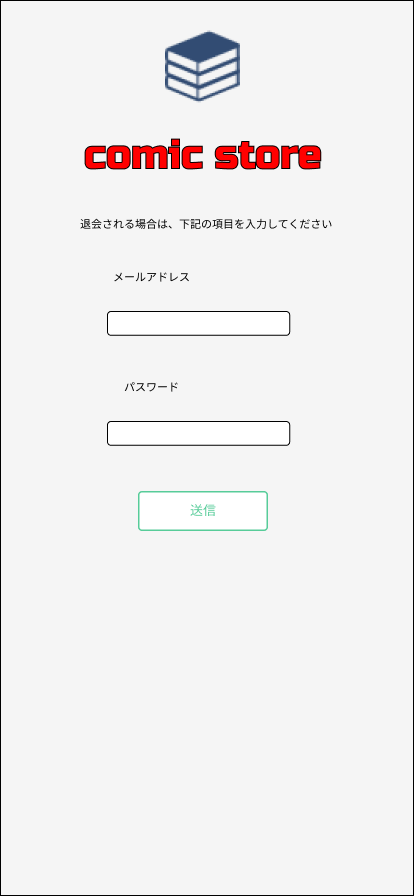 comic store
退会される場合は、下記の項目を入力してください
メールアドレス
パスワード
送信